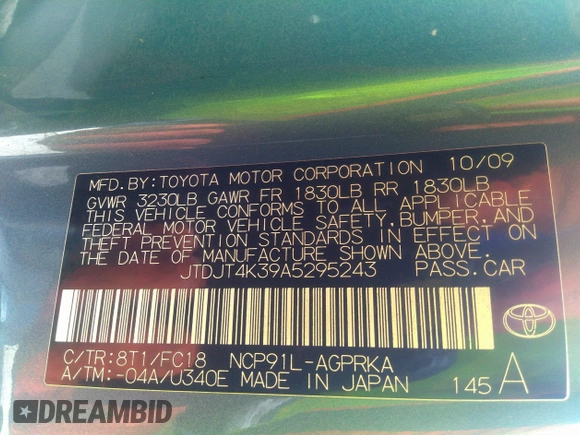 MFD.BY:TOYOTA MOTOR CORPORATION 10/09
GVWR 3230LB GAWR FR 1830LB RR 1830LB
THIS VEHICLE CONFORMS TO ALL APPLICABLE
FEDERAL MOTOR VEHICLE SAFETY,BUMPER,AND
THEFT PREVENTION STANDARDS IN EFFECT ON
THE DATE OF MANUFACTURE SHOWN ABOVE.
JTDJT4K39A5295243 PASS.CAR
C/TR:8T1/FC18 NCP91L-AGPRKA
A/TM:-04A/U340E MADE IN JAPAN 145 A
DREAMBID